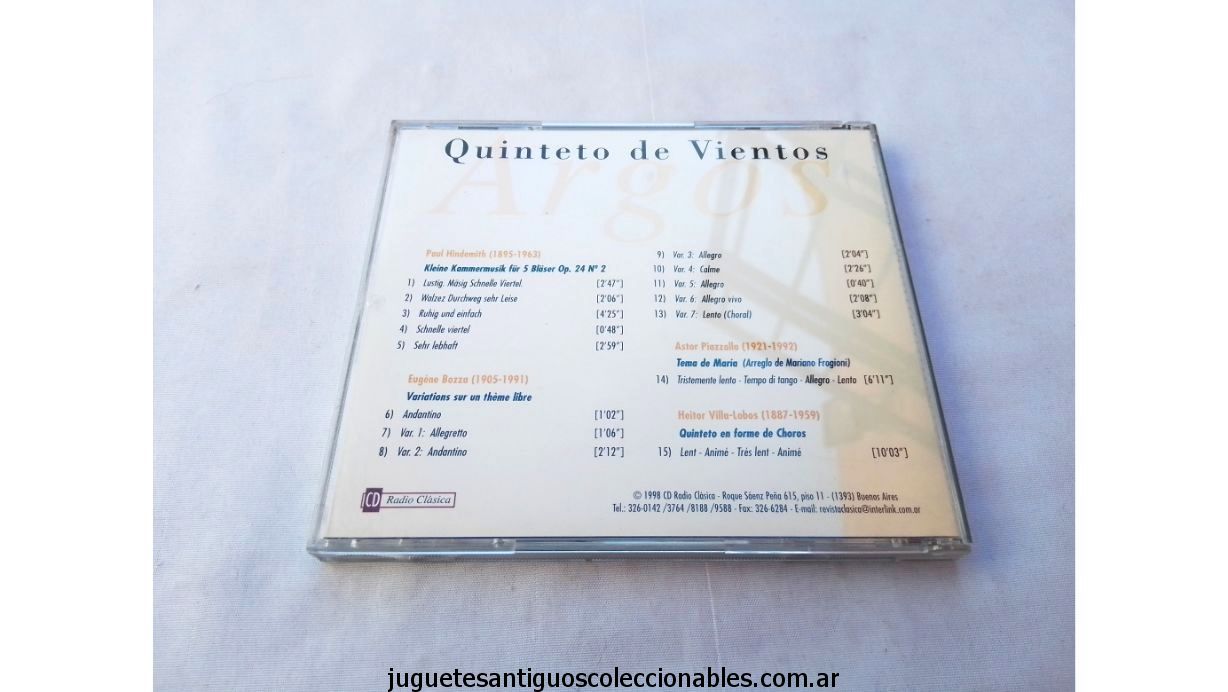 Quinteto de Vientos
Argos
Paul Hindemith (1895-1963)
Kleine Kammermusik für 5 Bläser Op. 24 Nº 2
1) Lustig. Mäsig Schnelle Viertel. [2'47"]
2) Walzez Durchweg sehr Leise [2'06"]
3) Ruhig und einfach [4'25"]
4) Schnelle viertel [0'48"]
5) Sehr lebhaft [2'59"]
Eugéne Bozza (1905-1991)
Variations sur un thème libre
6) Andantino [1'02"]
7) Var. 1: Allegretto [1'06"]
8) Var. 2: Andantino [2'12"]
9) Var. 3: Allegro [2'04"]
10) Var. 4: Calme [2'26"]
11) Var. 5: Allegro [0'40"]
12) Var. 6: Allegro vivo [2'08"]
13) Var. 7: Lento (Choral) [3'04"]
Astor Piazzolla (1921-1992)
Tema de María (Arreglo de Mariano Frogioni)
14) Tristemente lento - Tempo di tango - Allegro - Lento [6'11"]
Heitor Villa-Lobos (1887-1959)
Quinteto en forme de Choros
15) Lent - Animé - Trés lent - Animé [10'03"]
CD Radio Clásica
© 1998 CD Radio Clásica - Roque Sáenz Peña 615, piso 11 - (1393) Buenos Aires
Tel.: 326-0142 /3764 /8188 /9588 - Fax: 326-6284 - E-mail: revistaclasica@interlink.com.ar
juguetesantiguoscoleccionables.com.ar